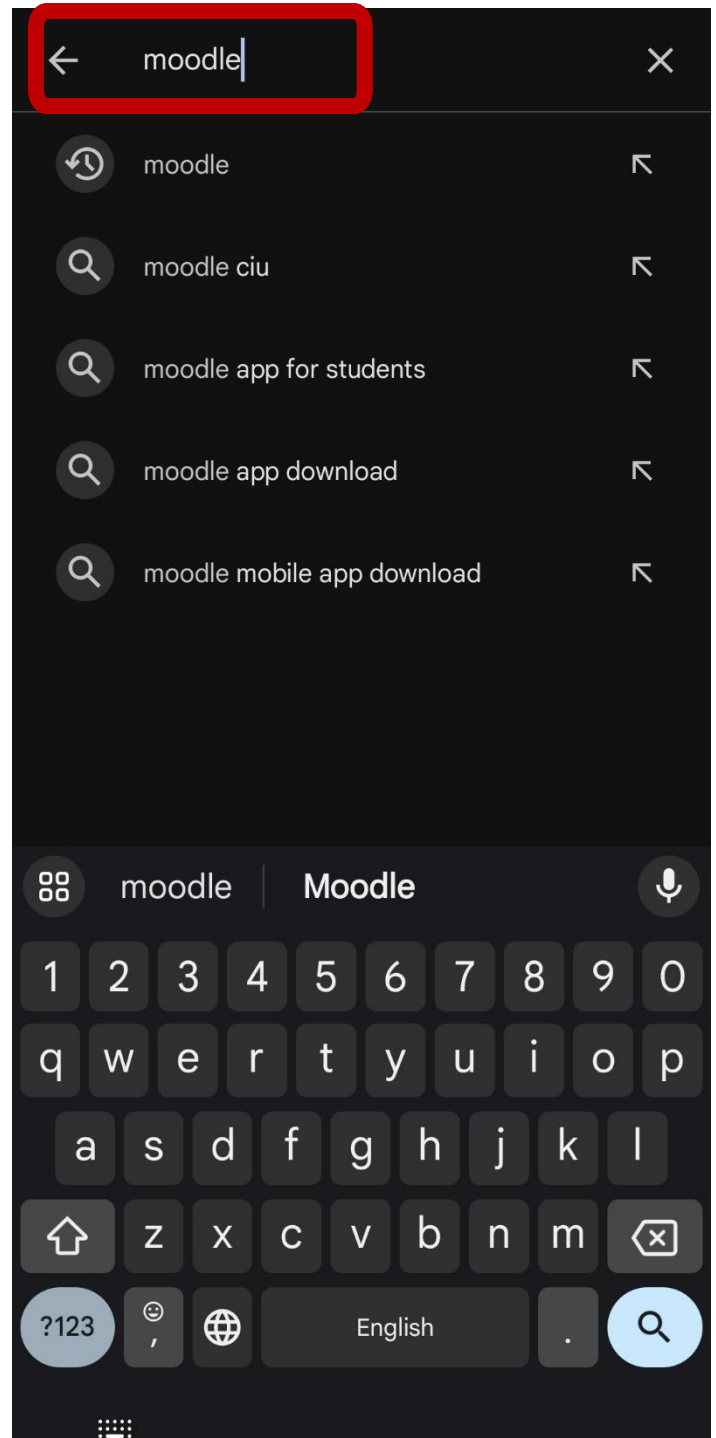 moodle
moodle
moodle ciu
moodle app for students
moodle app download
moodle mobile app download
moodle Moodle
1 2 3 4 5 6 7 8 9 0
q w e r t y u i o p
a s d f g h j k l
z x c v b n m
?123 , English .